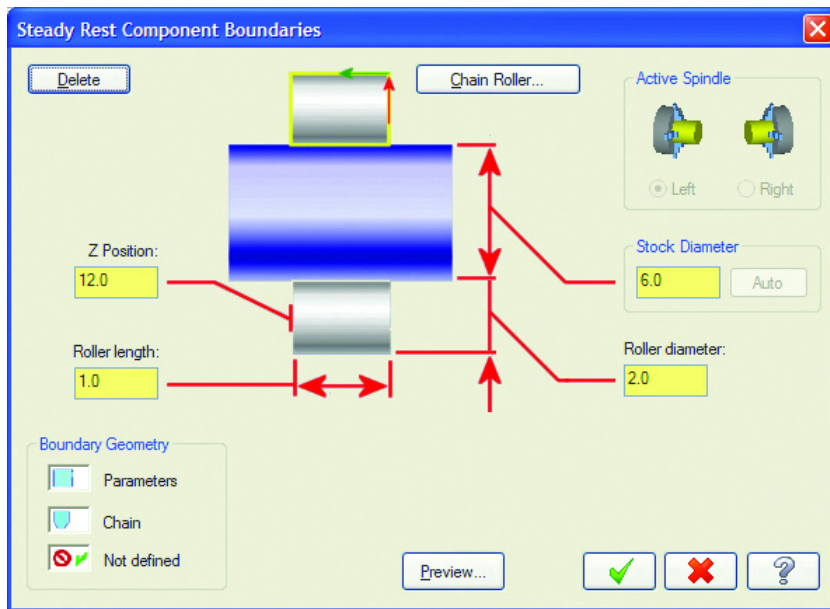 Steady Rest Component Boundaries
Delete
Chain Roller...
Active Spindle
Left
Right
Z Position:
12.0
Stock Diameter
6.0
Auto
Roller length:
1.0
Roller diameter:
2.0
Boundary Geometry
Parameters
Chain
Not defined
Preview...
?